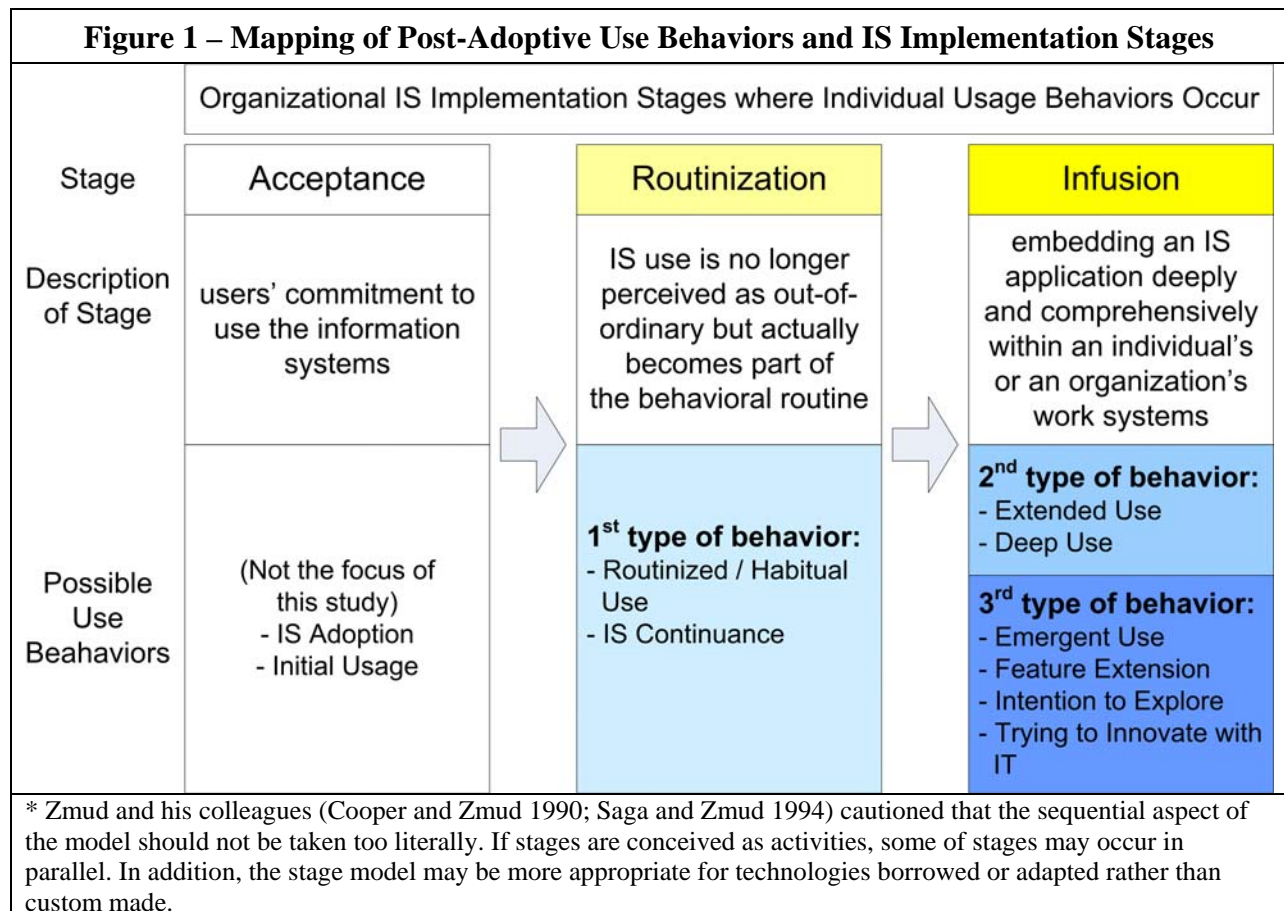 Figure 1 – Mapping of Post-Adoptive Use Behaviors and IS Implementation Stages
Organizational IS Implementation Stages where Individual Usage Behaviors Occur
Stage
Acceptance
Routinization
Infusion
Description
of Stage
users’ commitment to
use the information
systems
IS use is no longer
perceived as out-of-
ordinary but actually
becomes part of
the behavioral routine
embedding an IS
application deeply
and comprehensively
within an individual’s
or an organization’s
work systems
Possible
Use
Beahaviors
(Not the focus of
this study)
- IS Adoption
- Initial Usage
1st type of behavior:
- Routinized / Habitual
Use
- IS Continuance
2nd type of behavior:
- Extended Use
- Deep Use
3rd type of behavior:
- Emergent Use
- Feature Extension
- Intention to Explore
- Trying to Innovate with
IT
* Zmud and his colleagues (Cooper and Zmud 1990; Saga and Zmud 1994) cautioned that the sequential aspect of
the model should not be taken too literally. If stages are conceived as activities, some of stages may occur in
parallel. In addition, the stage model may be more appropriate for technologies borrowed or adapted rather than
custom made.